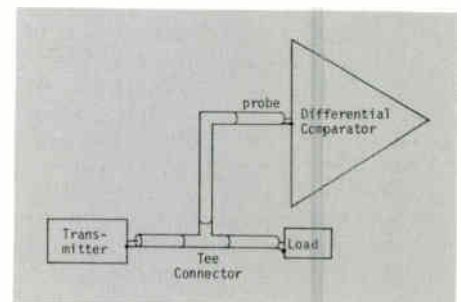 probe
Differential
Comparator
Trans-
mitter
Load
Tee
Connector